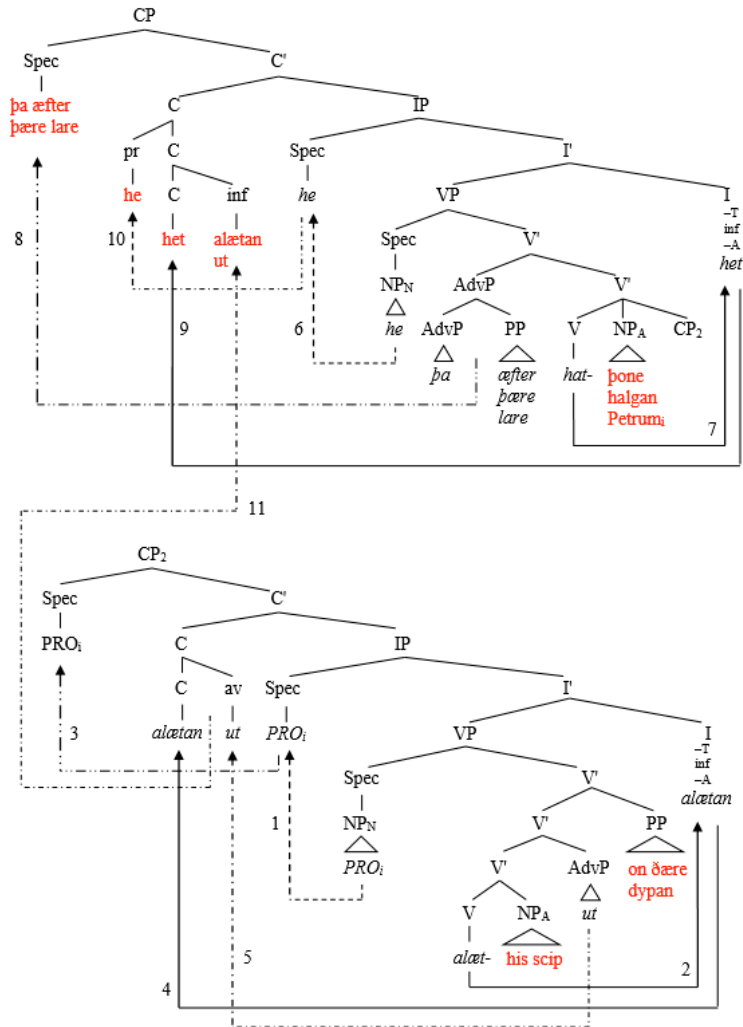 CP
Spec C'
þa æfter
þære lare
C IP
pr C Spec I'
he C inf he VP I
het alætan
ut
–T
inf
–A
het
8 10 9 6
Spec V'
NPN AdvP V'
he AdvP PP V NPA CP2
þa æfter
þære
lare
hat- þone
halgan
Petrumi
7
11
CP2
Spec C'
PROi C IP
C av Spec I'
alætan ut PROi VP I
–T
inf
–A
alætan
3
Spec V'
1 NPN V' PP
PROi V' AdvP on ðære
dypan
V NPA ut
alæt- his scip
4 5 2